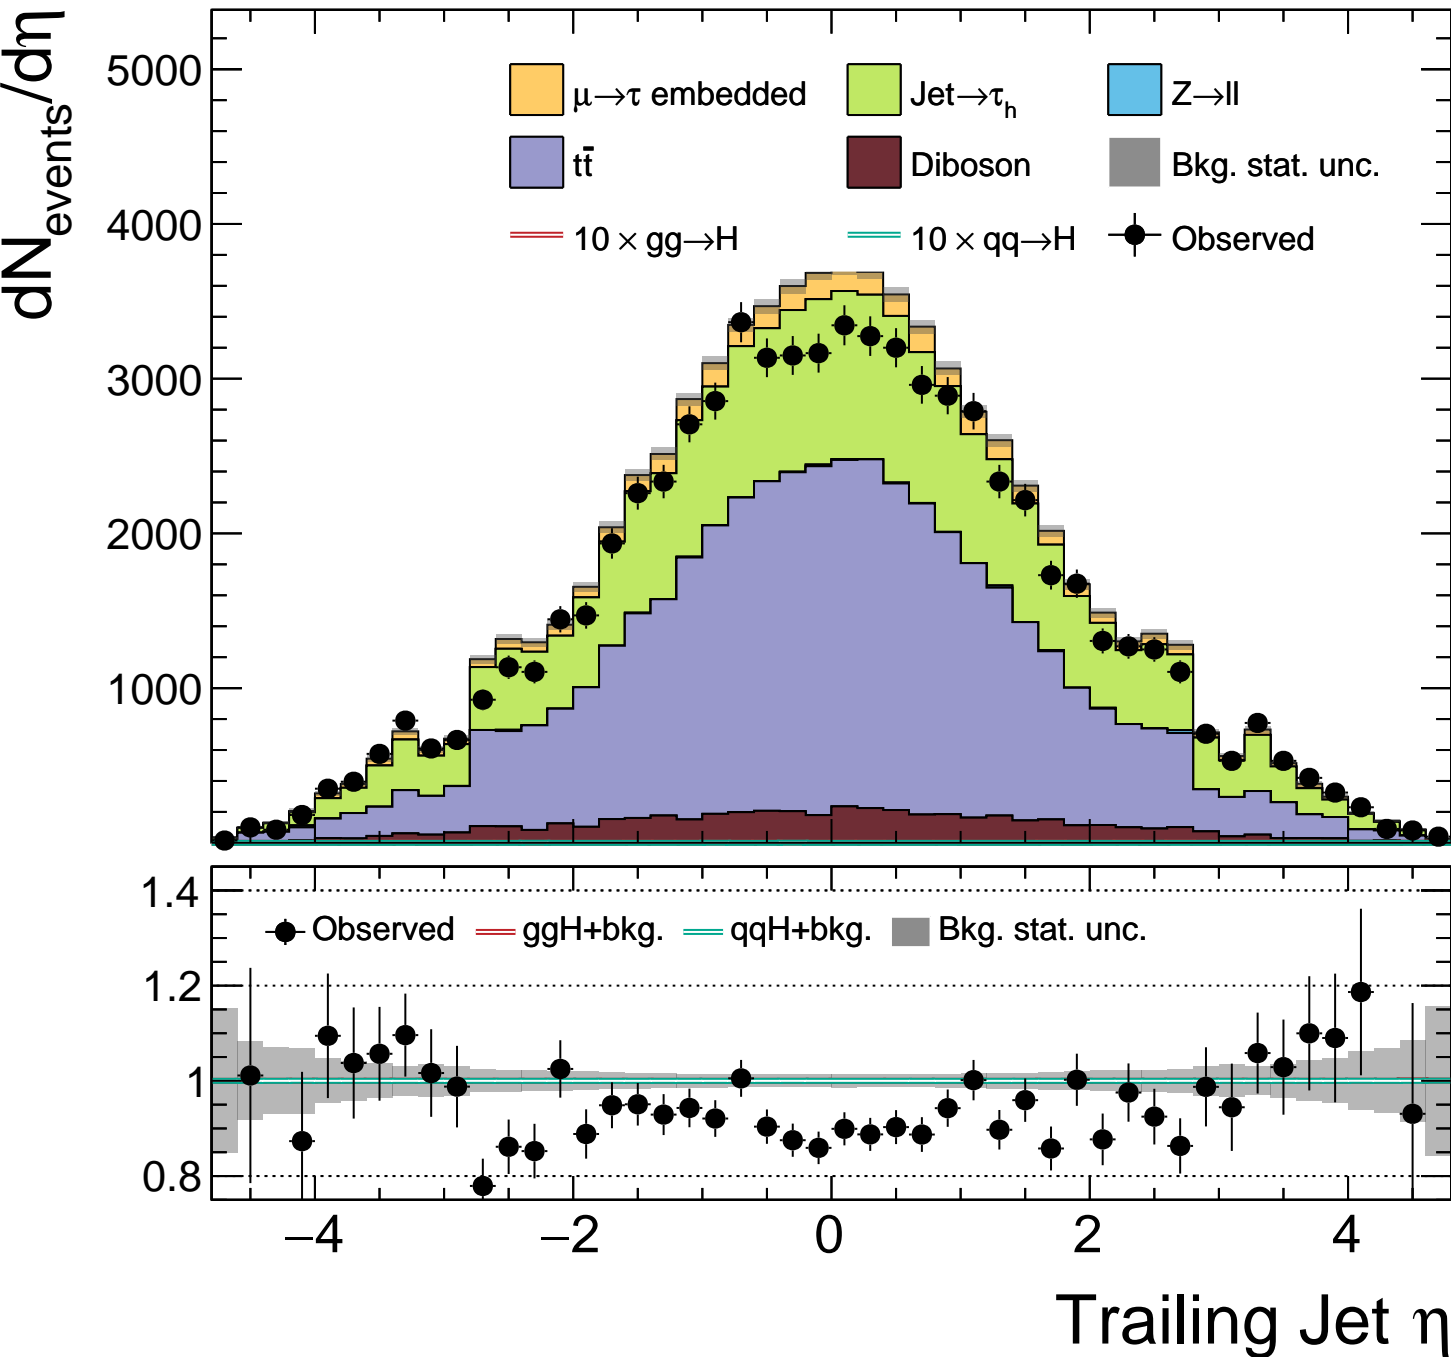 dN_events/dη
5000
4000
3000
2000
1000
μ→τ embedded
Jet→τ_h
Z→ll
tt̄
Diboson
Bkg. stat. unc.
10 × gg→H
10 × qq→H
Observed
1.4
1.2
1
0.8
Observed
ggH+bkg.
qqH+bkg.
Bkg. stat. unc.
−4
−2
0
2
4
Trailing Jet η